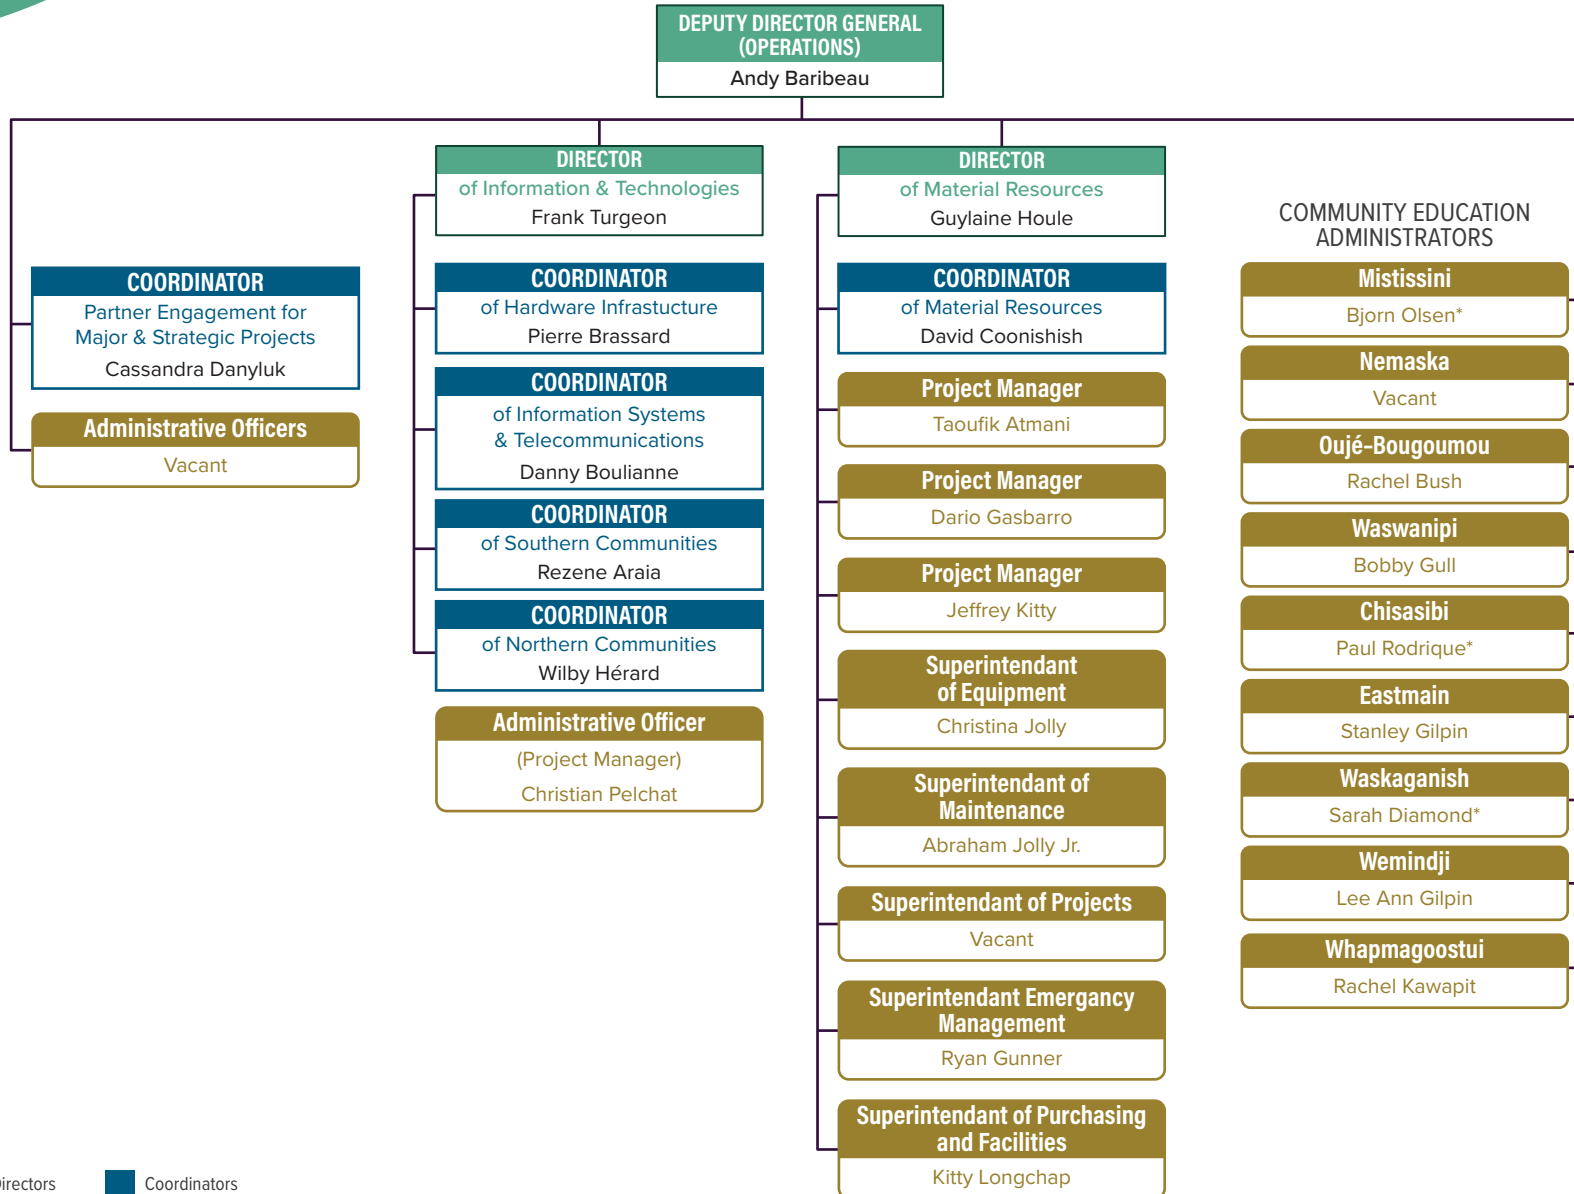 DEPUTY DIRECTOR GENERAL
(OPERATIONS)
Andy Baribeau
COORDINATOR
Partner Engagement for
Major & Strategic Projects
Cassandra Danyluk
Administrative Officers
Vacant
DIRECTOR
of Information & Technologies
Frank Turgeon
COORDINATOR
of Hardware Infrastucture
Pierre Brassard
COORDINATOR
of Information Systems
& Telecommunications
Danny Boulianne
COORDINATOR
of Southern Communities
Rezene Araia
COORDINATOR
of Northern Communities
Wilby Hérard
Administrative Officer
(Project Manager)
Christian Pelchat
DIRECTOR
of Material Resources
Guylaine Houle
COORDINATOR
of Material Resources
David Coonishish
Project Manager
Taoufik Atmani
Project Manager
Dario Gasbarro
Project Manager
Jeffrey Kitty
Superintendant
of Equipment
Christina Jolly
Superintendant of
Maintenance
Abraham Jolly Jr.
Superintendant of Projects
Vacant
Superintendant Emergancy
Management
Ryan Gunner
Superintendant of Purchasing
and Facilities
Kitty Longchap
COMMUNITY EDUCATION
ADMINISTRATORS
Mistissini
Bjorn Olsen*
Nemaska
Vacant
Oujé-Bougoumou
Rachel Bush
Waswanipi
Bobby Gull
Chisasibi
Paul Rodrique*
Eastmain
Stanley Gilpin
Waskaganish
Sarah Diamond*
Wemindji
Lee Ann Gilpin
Whapmagoostui
Rachel Kawapit
Coordinators